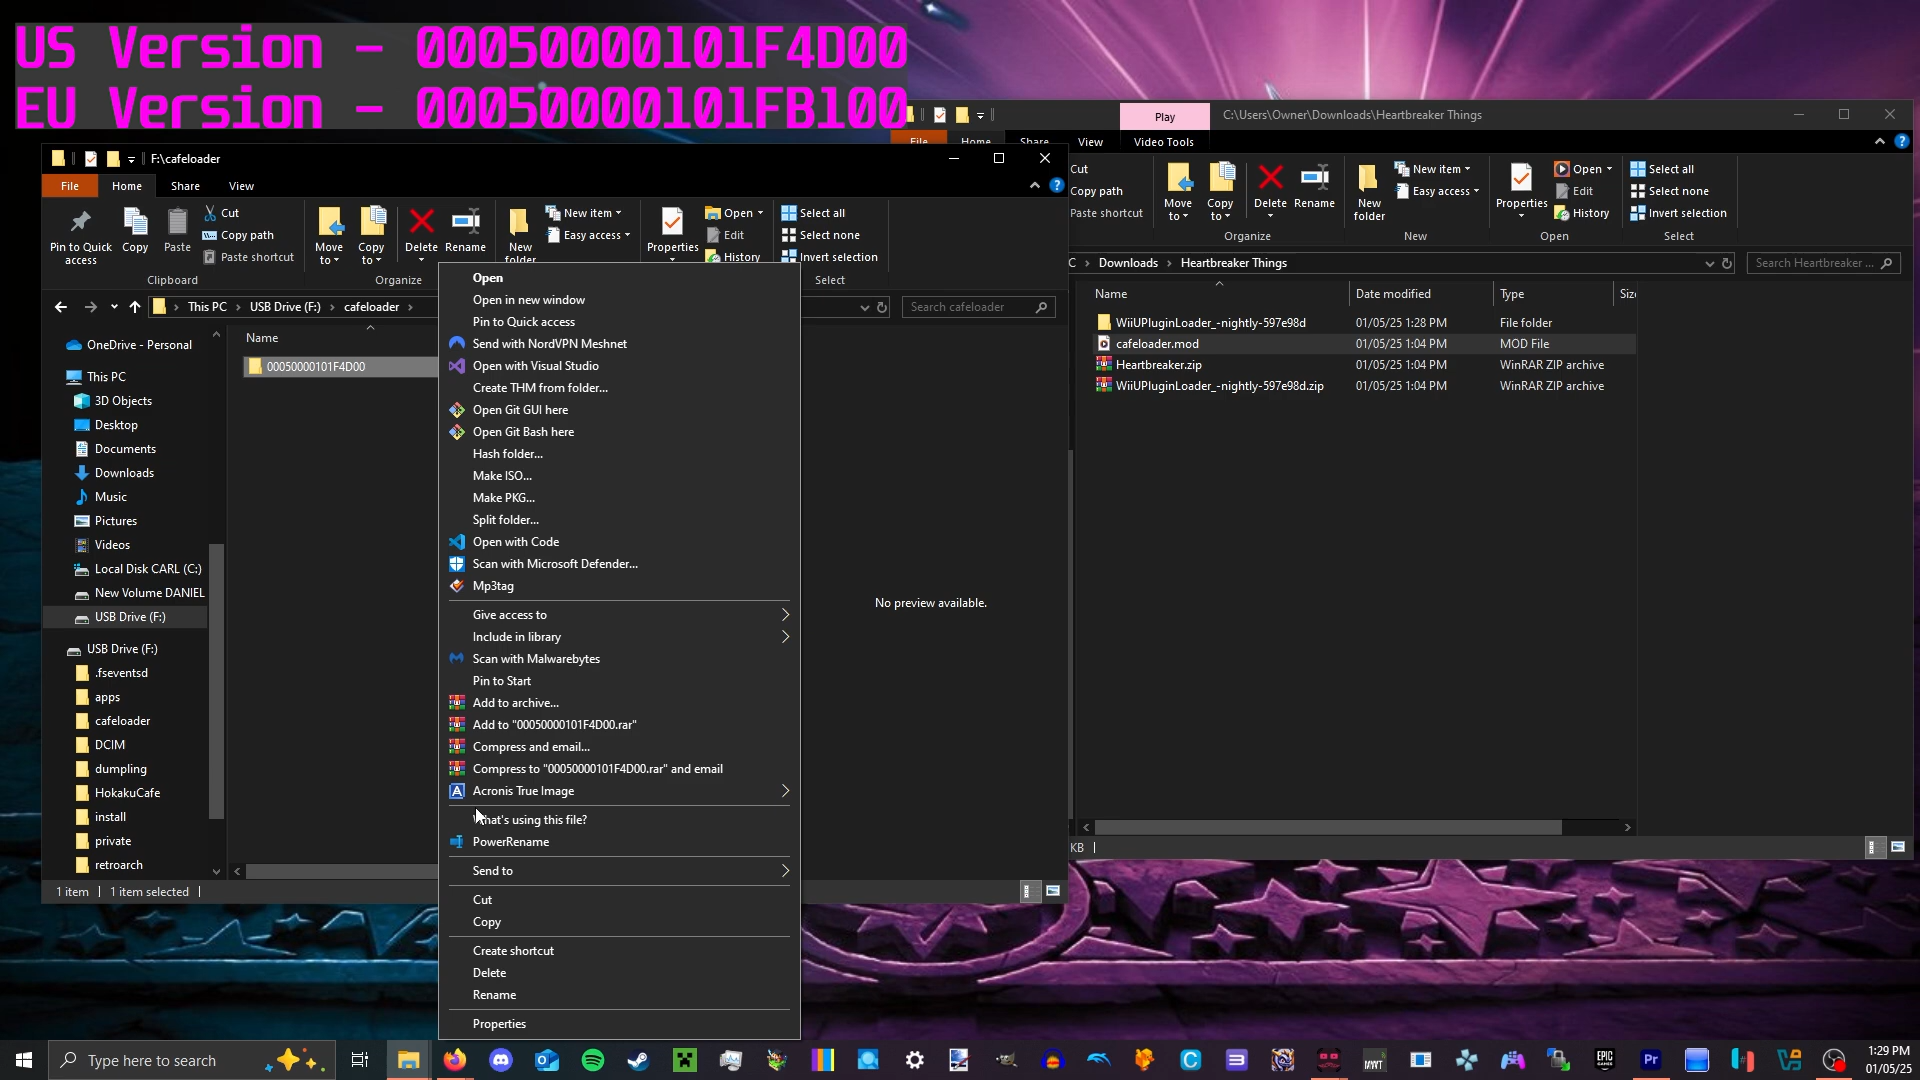 US Version - 00050000101F4D00
EU Version - 00050000101FB100
Play
C:\Users\Owner\Downloads\Heartbreaker Things
File
Home
Share
View
Video Tools
F:\cafeloader
File
Home
Share
View
Pin to Quick access
Copy
Paste
Cut
Copy path
Paste shortcut
Move to
Copy to
Delete
Rename
New folder
New item
Easy access
Properties
Open
Edit
History
Select all
Select none
Invert selection
Clipboard
Organize
Select
Cut
Copy path
Paste shortcut
Move to
Copy to
Delete
Rename
New folder
New item
Easy access
Properties
Open
Edit
History
Select all
Select none
Invert selection
Organize
New
Open
Select
This PC
USB Drive (F:)
cafeloader
Search cafeloader
C
Downloads
Heartbreaker Things
Search Heartbreaker ...
Name
Date modified
Type
WiiUPluginLoader_-nightly-597e98d
01/05/25 1:28 PM
File folder
cafeloader.mod
01/05/25 1:04 PM
MOD File
Heartbreaker.zip
01/05/25 1:04 PM
WinRAR ZIP archive
WiiUPluginLoader_-nightly-597e98d.zip
01/05/25 1:04 PM
WinRAR ZIP archive
KB
OneDrive - Personal
This PC
3D Objects
Desktop
Documents
Downloads
Music
Pictures
Videos
Local Disk CARL (C:)
New Volume DANIEL
USB Drive (F:)
USB Drive (F:)
.fseventsd
apps
cafeloader
DCIM
dumpling
HokakuCafe
install
private
retroarch
Name
00050000101F4D00
No preview available.
1 item
1 item selected
Open
Open in new window
Pin to Quick access
Send with NordVPN Meshnet
Open with Visual Studio
Create THM from folder...
Open Git GUI here
Open Git Bash here
Hash folder...
Make ISO...
Make PKG...
Split folder...
Open with Code
Scan with Microsoft Defender...
Mp3tag
Give access to
Include in library
Scan with Malwarebytes
Pin to Start
Add to archive...
Add to "00050000101F4D00.rar"
Compress and email...
Compress to "00050000101F4D00.rar" and email
Acronis True Image
What's using this file?
PowerRename
Send to
Cut
Copy
Create shortcut
Delete
Rename
Properties
Type here to search
1:29 PM
01/05/25